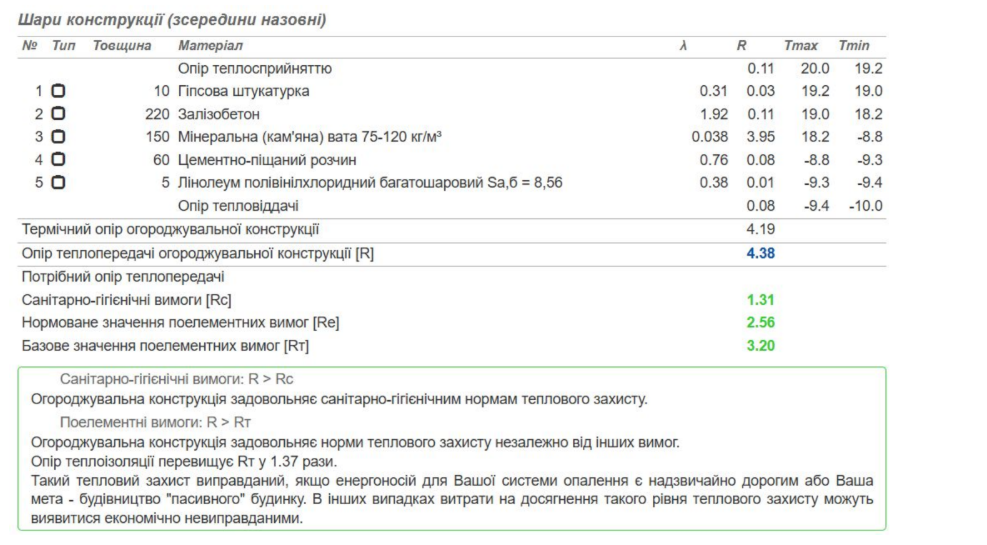 Шари конструкції (зсередини назовні)
№ Тип Товщина Матеріал λ R Tmax Tmin
Опір теплосприйняттю 0.11 20.0 19.2
1 10 Гіпсова штукатурка 0.31 0.03 19.2 19.0
2 220 Залізобетон 1.92 0.11 19.0 18.2
3 150 Мінеральна (кам'яна) вата 75-120 кг/м³ 0.038 3.95 18.2 -8.8
4 60 Цементно-піщаний розчин 0.76 0.08 -8.8 -9.3
5 5 Лінолеум полівінілхлоридний багатошаровий Sa,б = 8,56 0.38 0.01 -9.3 -9.4
Опір тепловіддачі 0.08 -9.4 -10.0
Термічний опір огороджувальної конструкції 4.19
Опір теплопередачі огороджувальної конструкції [R] 4.38
Потрібний опір теплопередачі
Санітарно-гігієнічні вимоги [Rc] 1.31
Нормоване значення поелементних вимог [Re] 2.56
Базове значення поелементних вимог [Rт] 3.20
Санітарно-гігієнічні вимоги: R > Rc
Огороджувальна конструкція задовольняє санітарно-гігієнічним нормам теплового захисту.
Поелементні вимоги: R > Rт
Огороджувальна конструкція задовольняє норми теплового захисту незалежно від інших вимог.
Опір теплоізоляції перевищує Rт у 1.37 рази.
Такий тепловий захист виправданий, якщо енергоносій для Вашої системи опалення є надзвичайно дорогим або Ваша
мета - будівництво "пасивного" будинку. В інших випадках витрати на досягнення такого рівня теплового захисту можуть
виявитися економічно невиправданими.